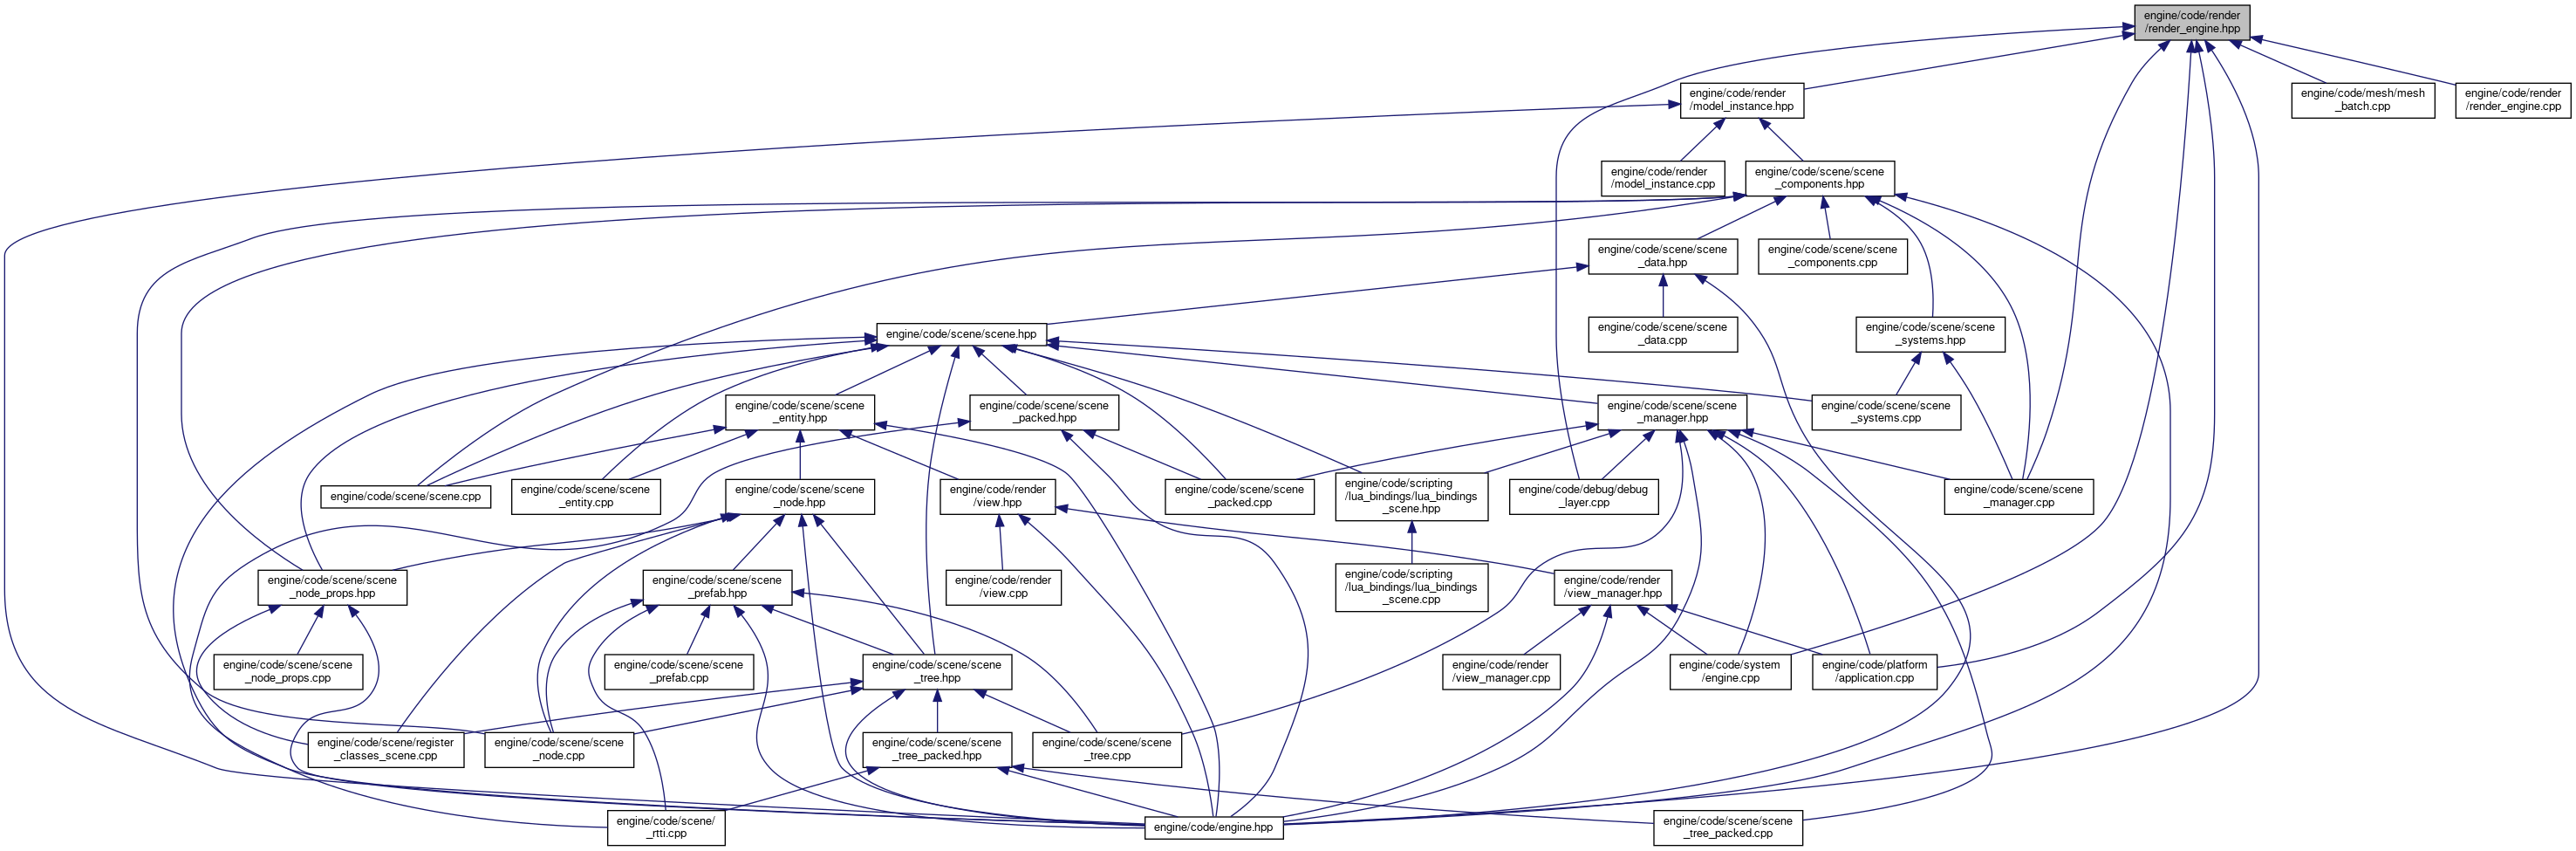 engine/code/render
/render_engine.hpp
engine/code/render
/model_instance.hpp
engine/code/mesh/mesh
_batch.cpp
engine/code/render
/render_engine.cpp
engine/code/render
/model_instance.cpp
engine/code/scene/scene
_components.hpp
engine/code/scene/scene
_data.hpp
engine/code/scene/scene
_components.cpp
engine/code/scene/scene.hpp
engine/code/scene/scene
_data.cpp
engine/code/scene/scene
_systems.hpp
engine/code/scene/scene
_entity.hpp
engine/code/scene/scene
_packed.hpp
engine/code/scene/scene
_manager.hpp
engine/code/scene/scene
_systems.cpp
engine/code/scene/scene.cpp
engine/code/scene/scene
_entity.cpp
engine/code/scene/scene
_node.hpp
engine/code/render
/view.hpp
engine/code/scene/scene
_packed.cpp
engine/code/scripting
/lua_bindings/lua_bindings
_scene.hpp
engine/code/debug/debug
_layer.cpp
engine/code/scene/scene
_manager.cpp
engine/code/scene/scene
_node_props.hpp
engine/code/scene/scene
_prefab.hpp
engine/code/render
/view.cpp
engine/code/scripting
/lua_bindings/lua_bindings
_scene.cpp
engine/code/render
/view_manager.hpp
engine/code/scene/scene
_node_props.cpp
engine/code/scene/scene
_prefab.cpp
engine/code/scene/scene
_tree.hpp
engine/code/render
/view_manager.cpp
engine/code/system
/engine.cpp
engine/code/platform
/application.cpp
engine/code/scene/register
_classes_scene.cpp
engine/code/scene/scene
_node.cpp
engine/code/scene/scene
_tree_packed.hpp
engine/code/scene/scene
_tree.cpp
engine/code/scene/
_rtti.cpp
engine/code/engine.hpp
engine/code/scene/scene
_tree_packed.cpp